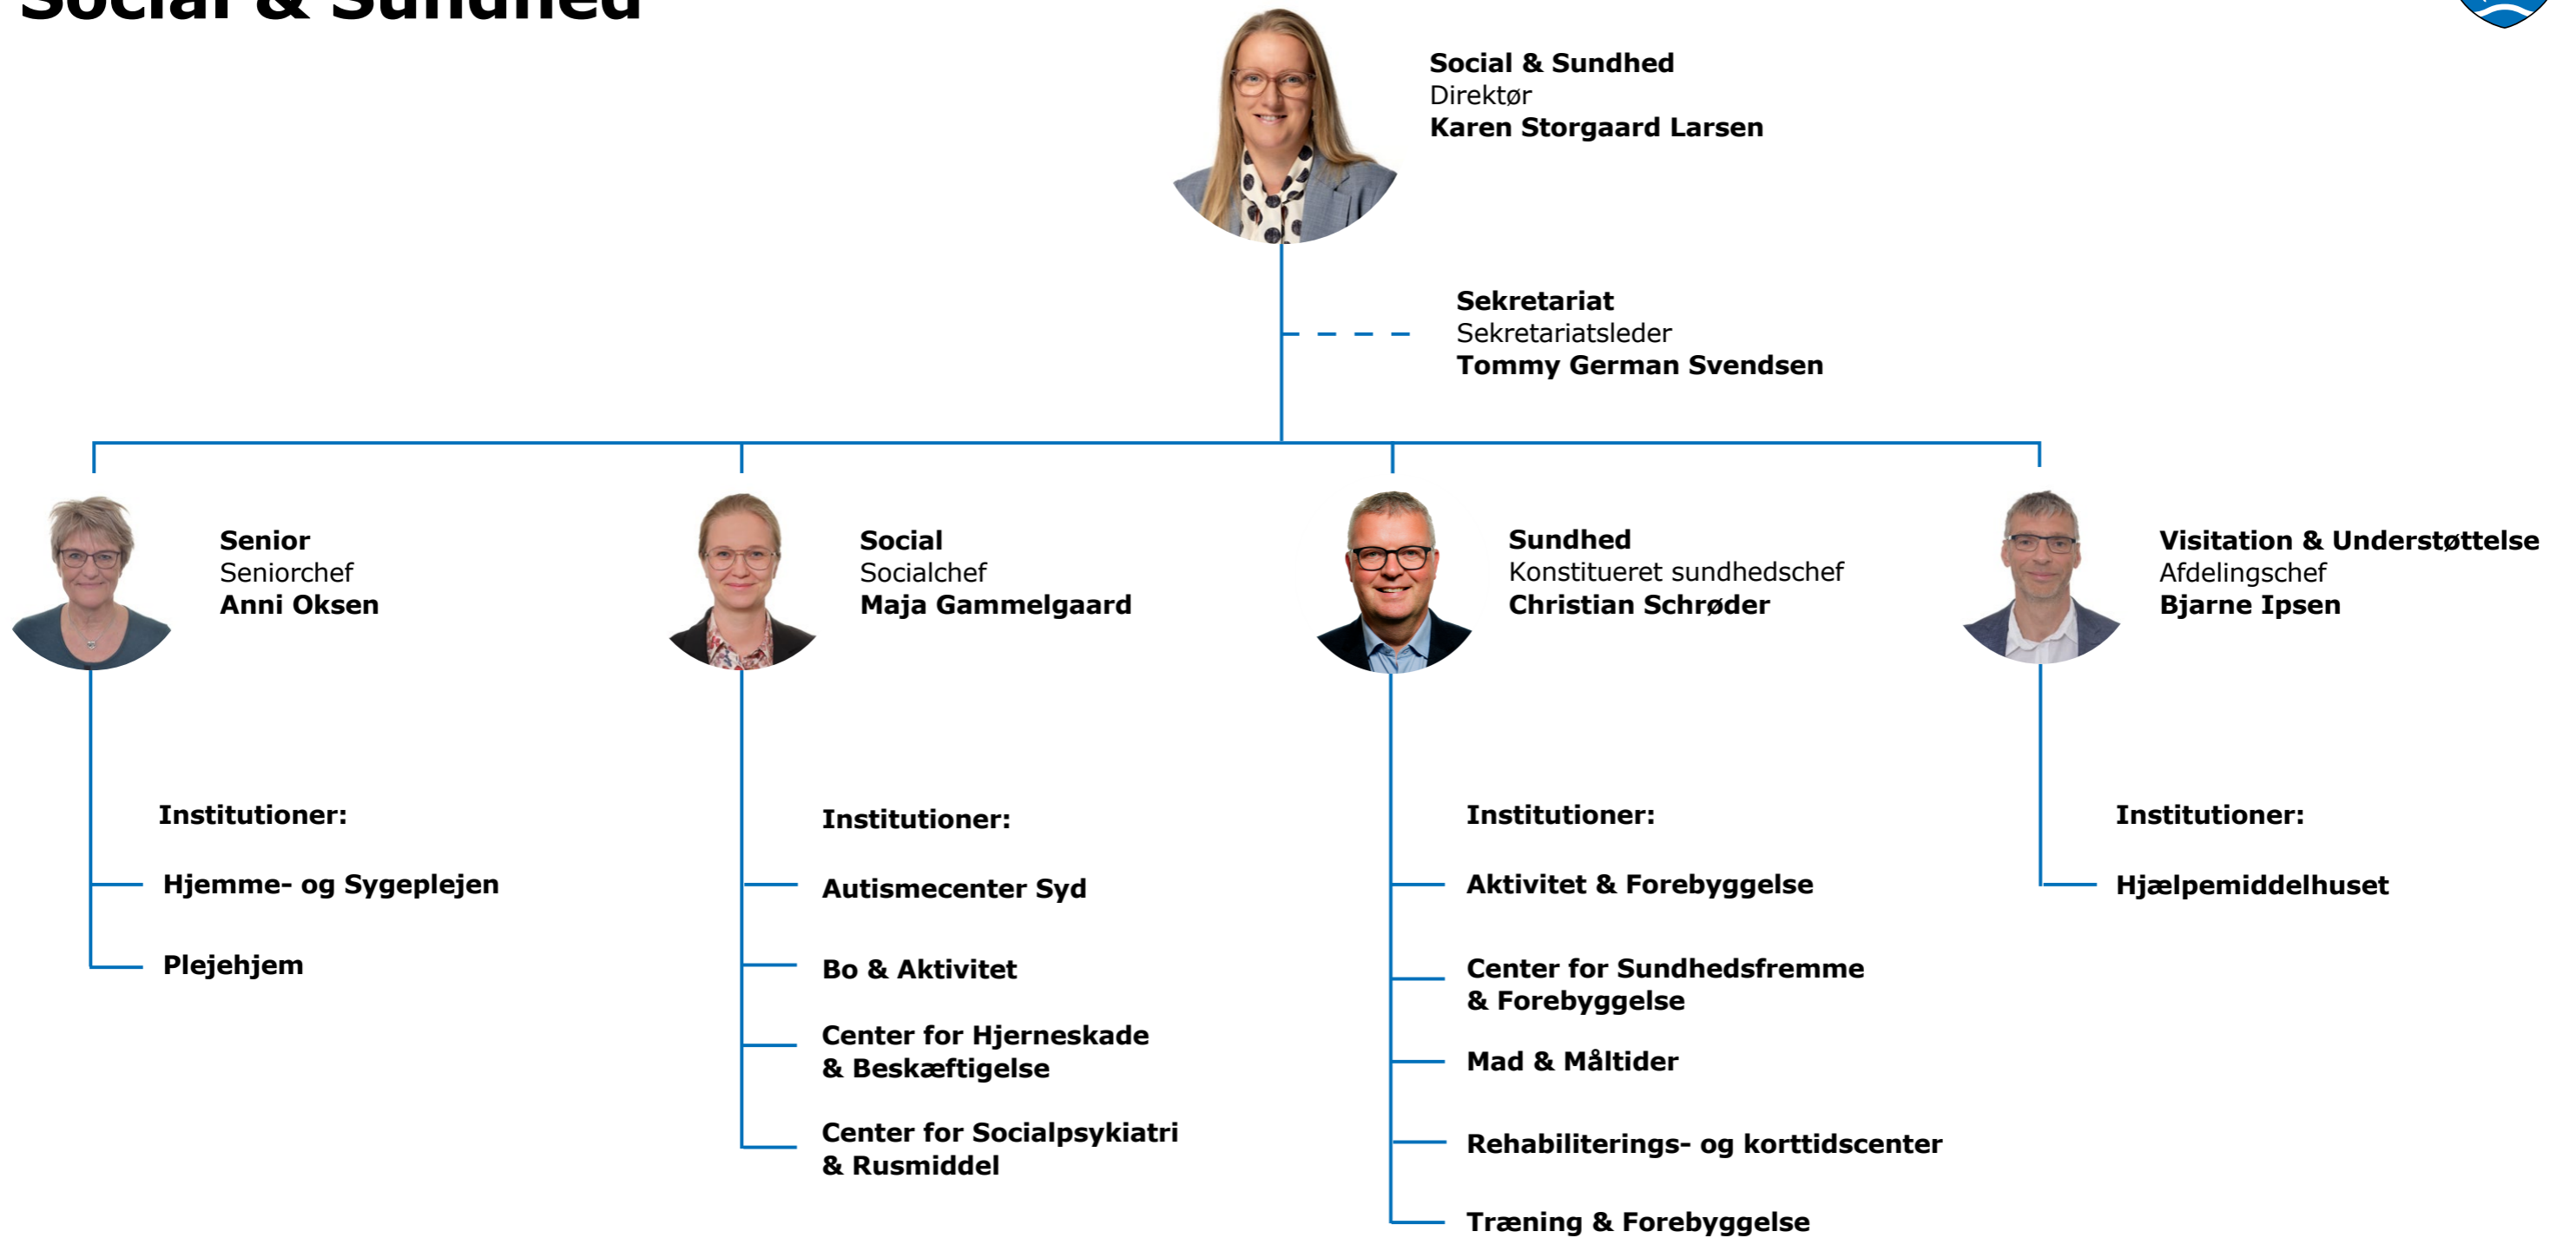 Social & Sundhed
Social & Sundhed
Direktør
Karen Storgaard Larsen
Sekretariat
Sekretariatsleder
Tommy German Svendsen
Senior
Seniorchef
Anni Oksen
Social
Socialchef
Maja Gammelgaard
Sundhed
Konstitueret sundhedschef
Christian Schrøder
Visitation & Understøttelse
Afdelingschef
Bjarne Ipsen
Institutioner:
Hjemme- og Sygeplejen
Plejehjem
Institutioner:
Autismecenter Syd
Bo & Aktivitet
Center for Hjerneskade
& Beskæftigelse
Center for Socialpsykiatri
& Rusmiddel
Institutioner:
Aktivitet & Forebyggelse
Center for Sundhedsfremme
& Forebyggelse
Mad & Måltider
Rehabiliterings- og korttidscenter
Træning & Forebyggelse
Institutioner:
Hjælpemiddelhuset